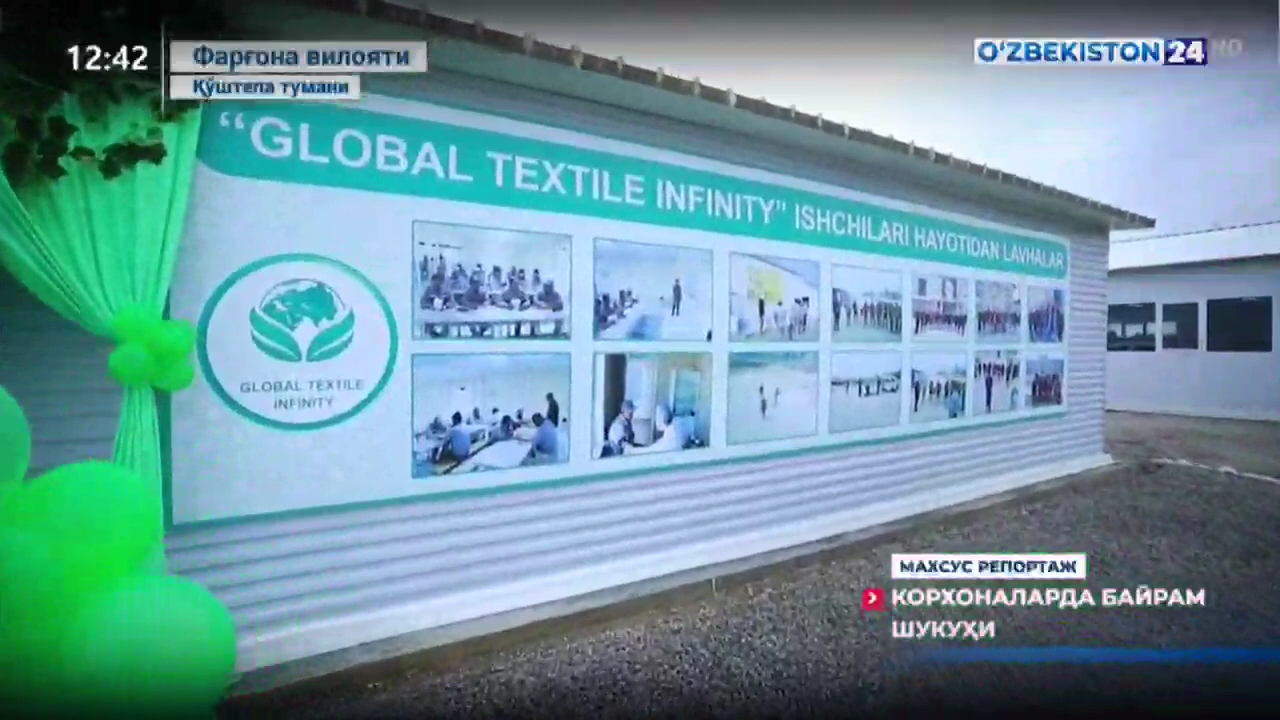 12:42
Фарғона вилояти
Қўштепа тумани
O‘ZBEKISTON 24
“GLOBAL TEXTILE INFINITY” ISHCHILARI HAYOTIDAN LAVHALAR
GLOBAL TEXTILE
INFINITY
МАХСУС РЕПОРТАЖ
КОРХОНАЛАРДА БАЙРАМ
ШУКУҲИ